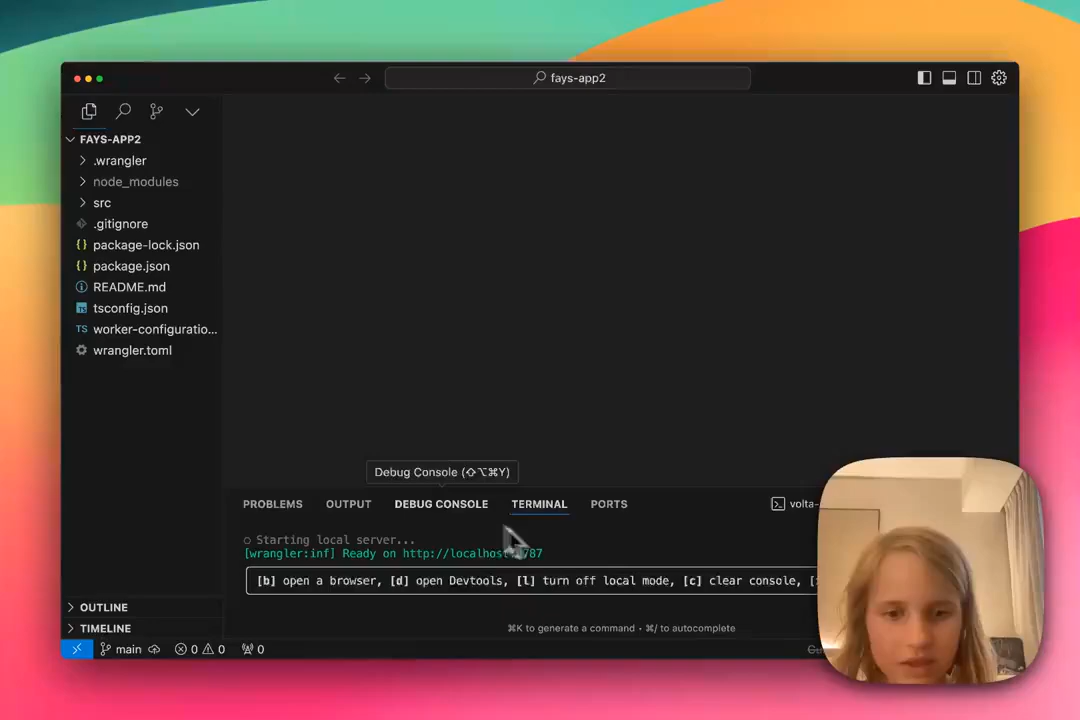 fays-app2
FAYS-APP2
.wrangler
node_modules
src
.gitignore
package-lock.json
package.json
README.md
tsconfig.json
TS worker-configuratio...
wrangler.toml
Debug Console (⇧⌥⌘Y)
PROBLEMS OUTPUT DEBUG CONSOLE TERMINAL PORTS volta-
Starting local server...
[wrangler:inf] Ready on http://localhost:8787
[b] open a browser, [d] open Devtools, [l] turn off local mode, [c] clear console,
⌘K to generate a command • ⌘/ to autocomplete
OUTLINE
TIMELINE
main 0 0 0